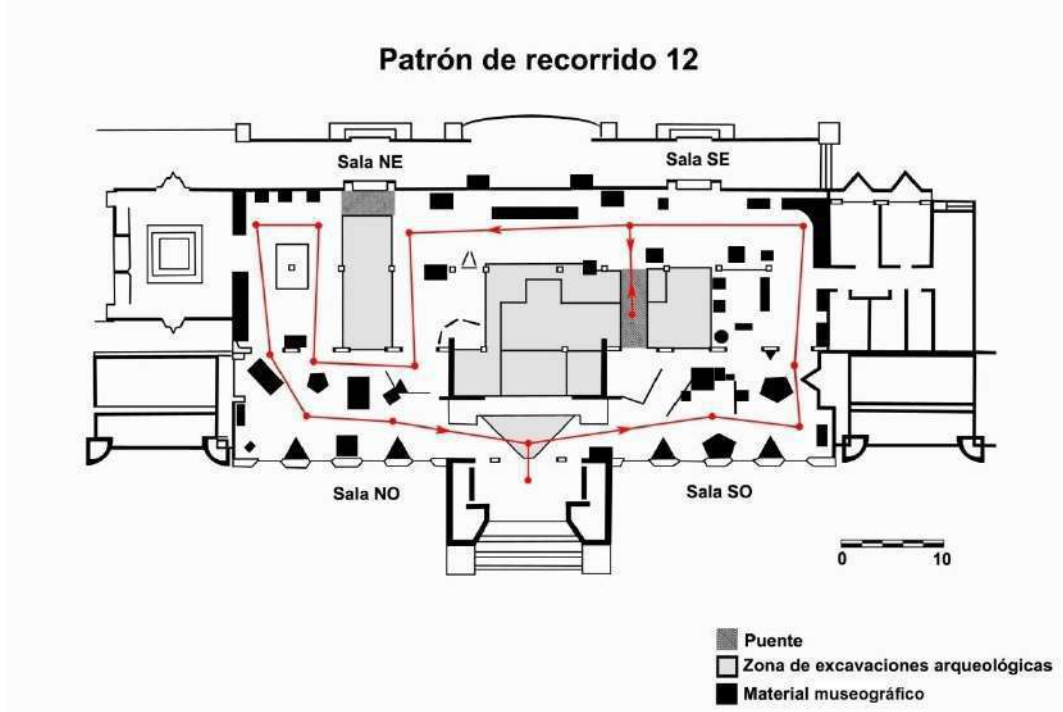 Patrón de recorrido 12
Sala NE
Sala SE
Sala NO
Sala SO
0 10
Puente
Zona de excavaciones arqueológicas
Material museográfico